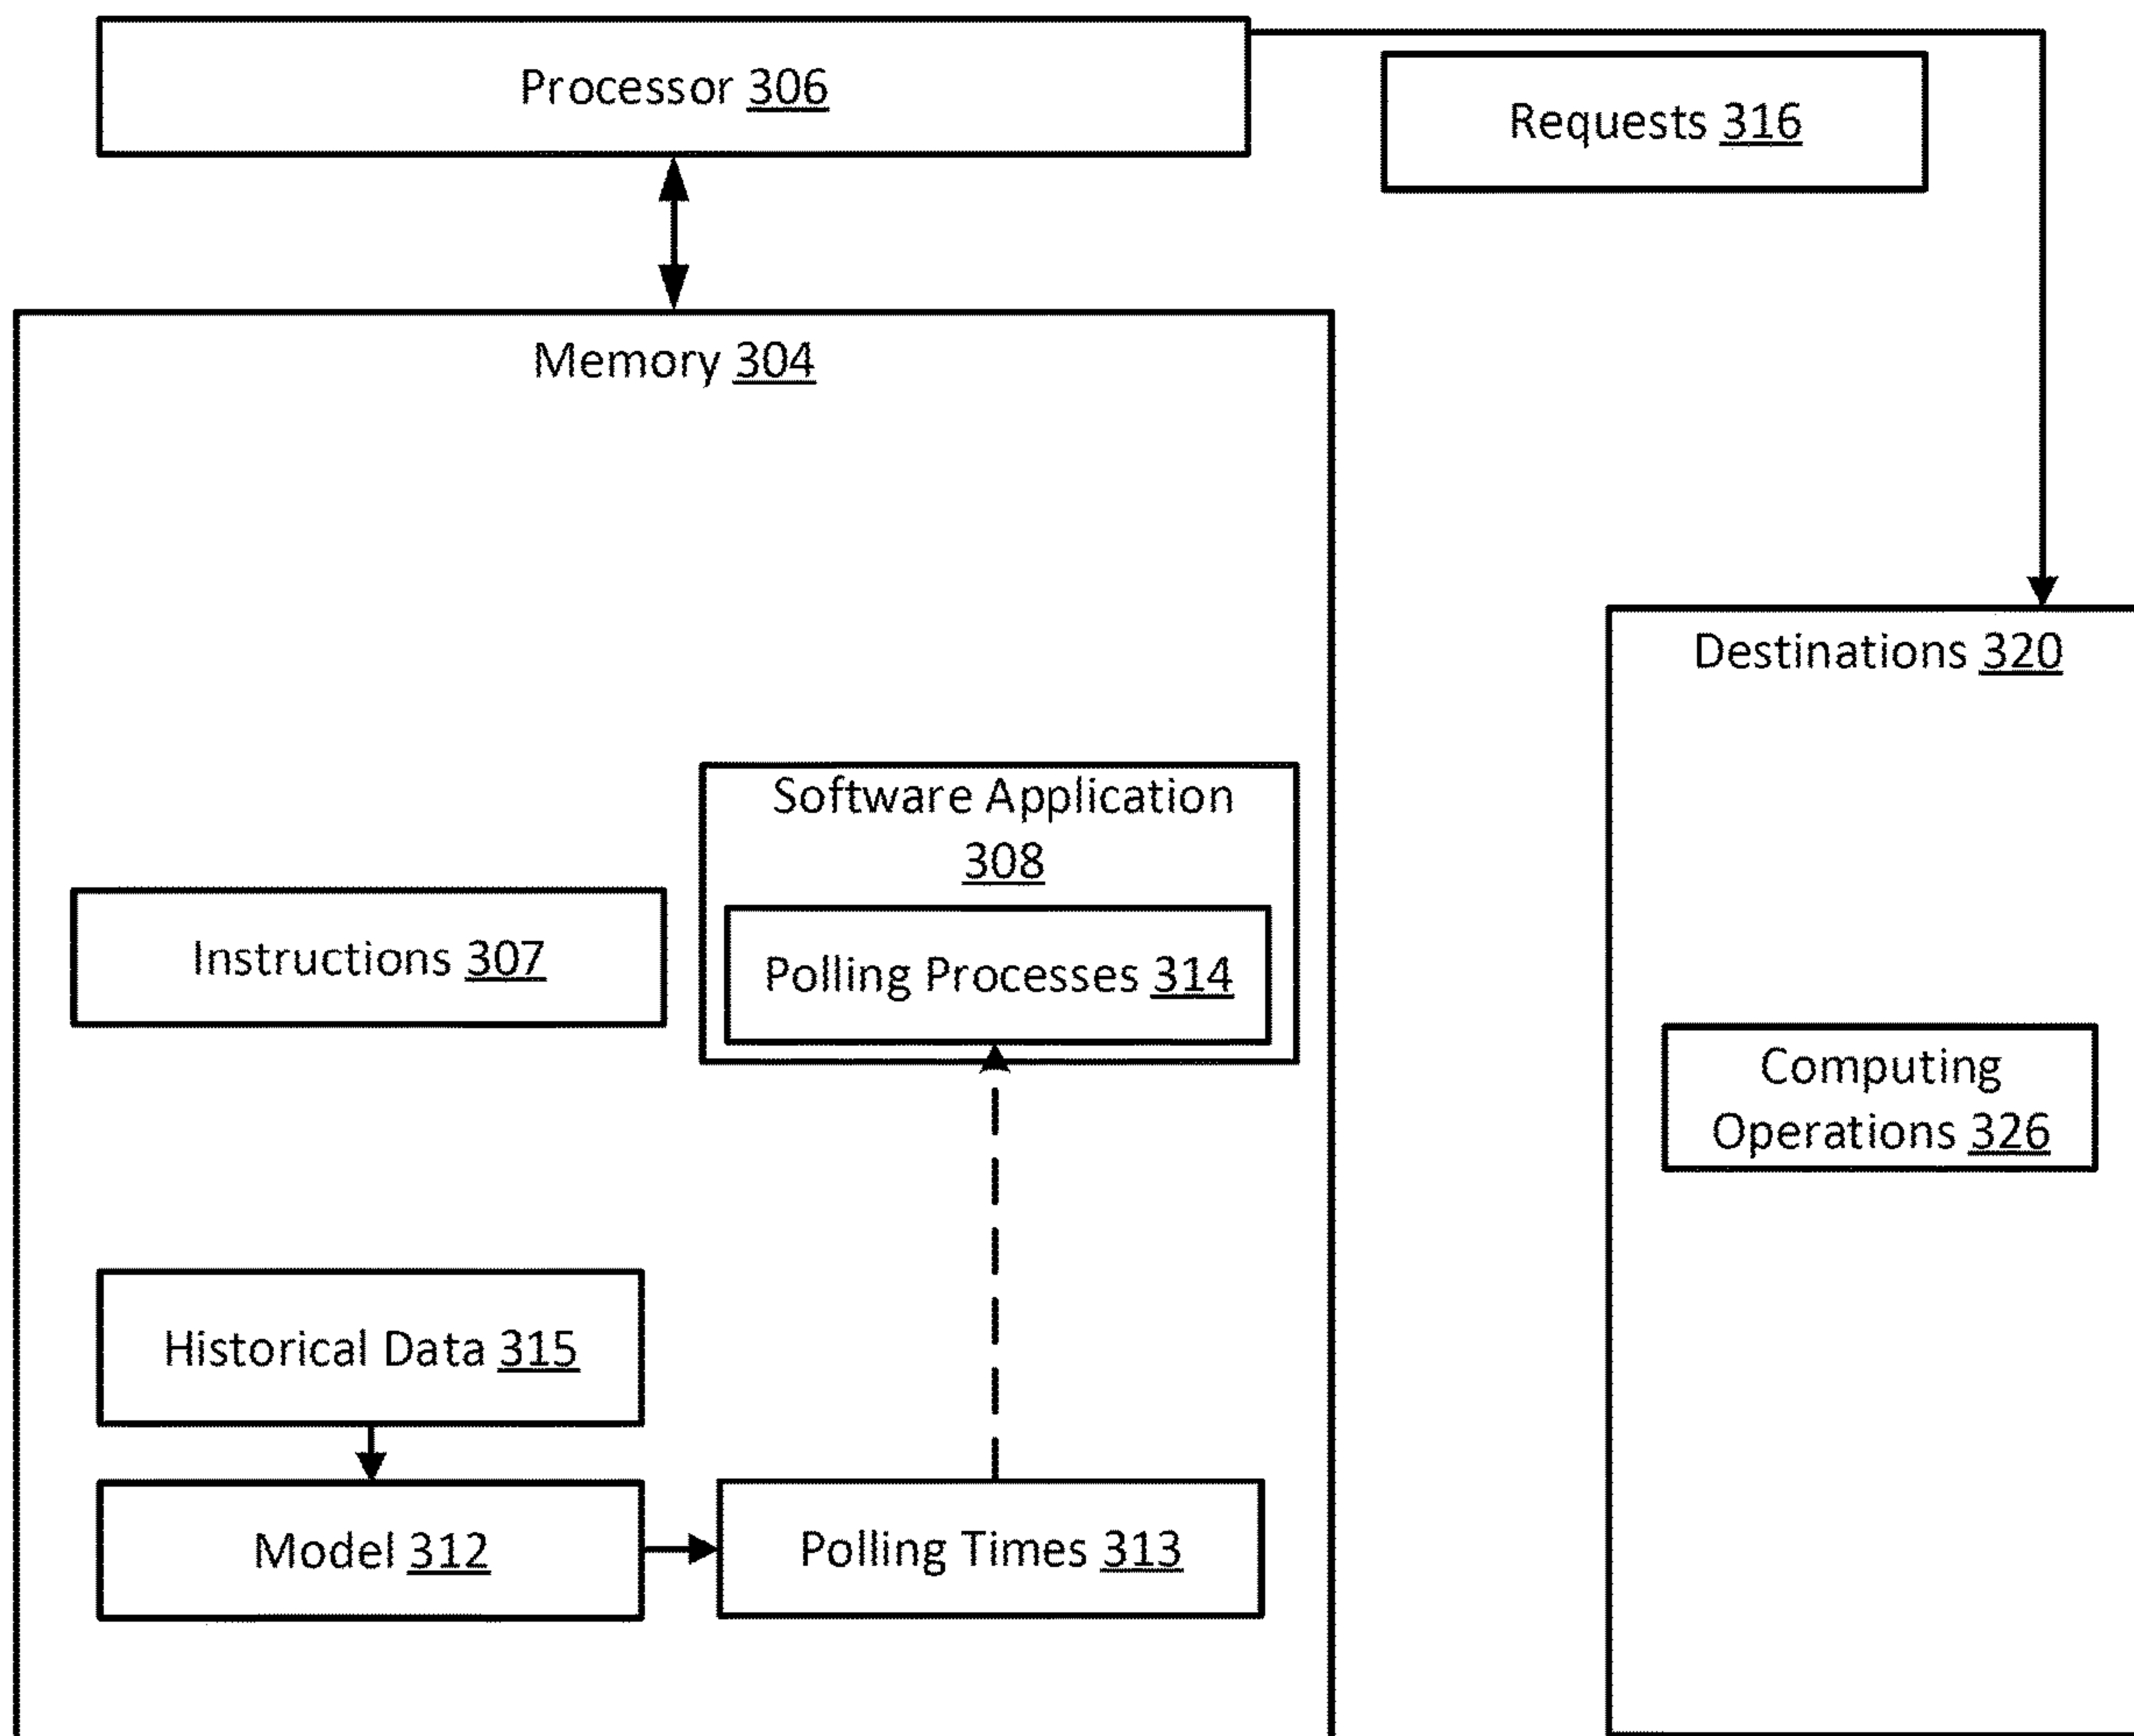 Processor 306
Requests 316
Memory 304
Destinations 320
Software Application
308
Instructions 307
Polling Processes 314
Computing
Operations 326
Historical Data 315
Model 312
Polling Times 313